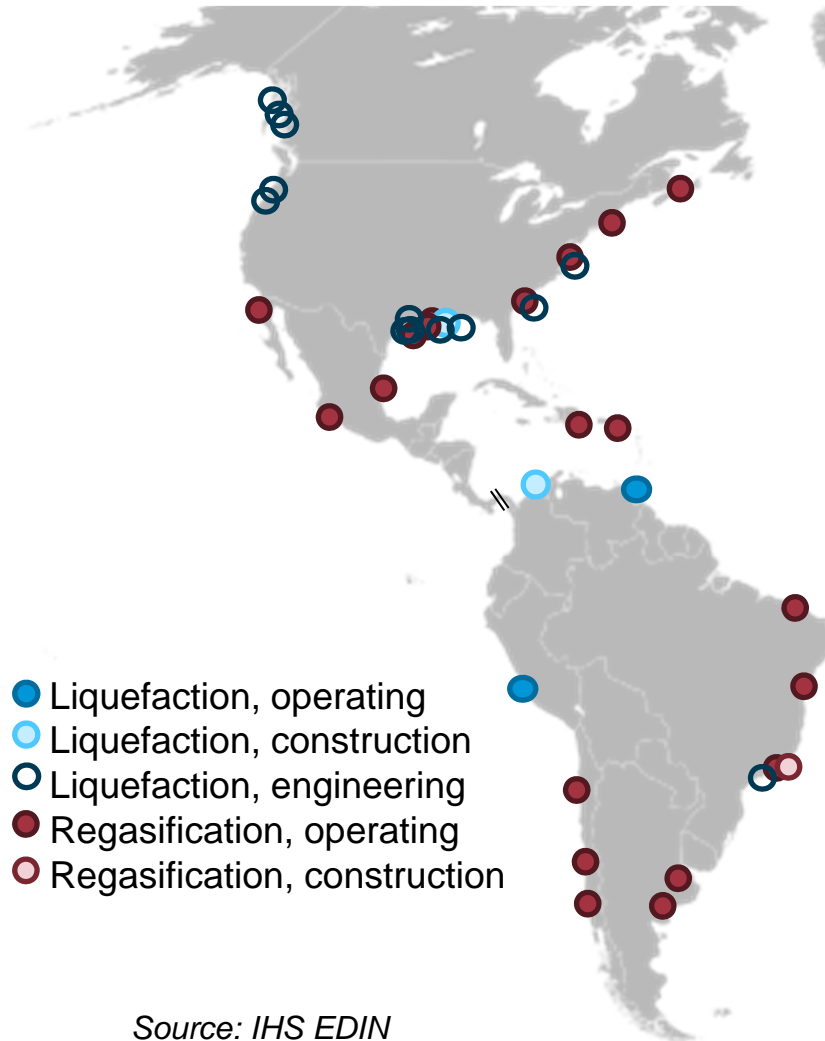 Liquefaction, operating
Liquefaction, construction
Liquefaction, engineering
Regasification, operating
Regasification, construction
Source: IHS EDIN